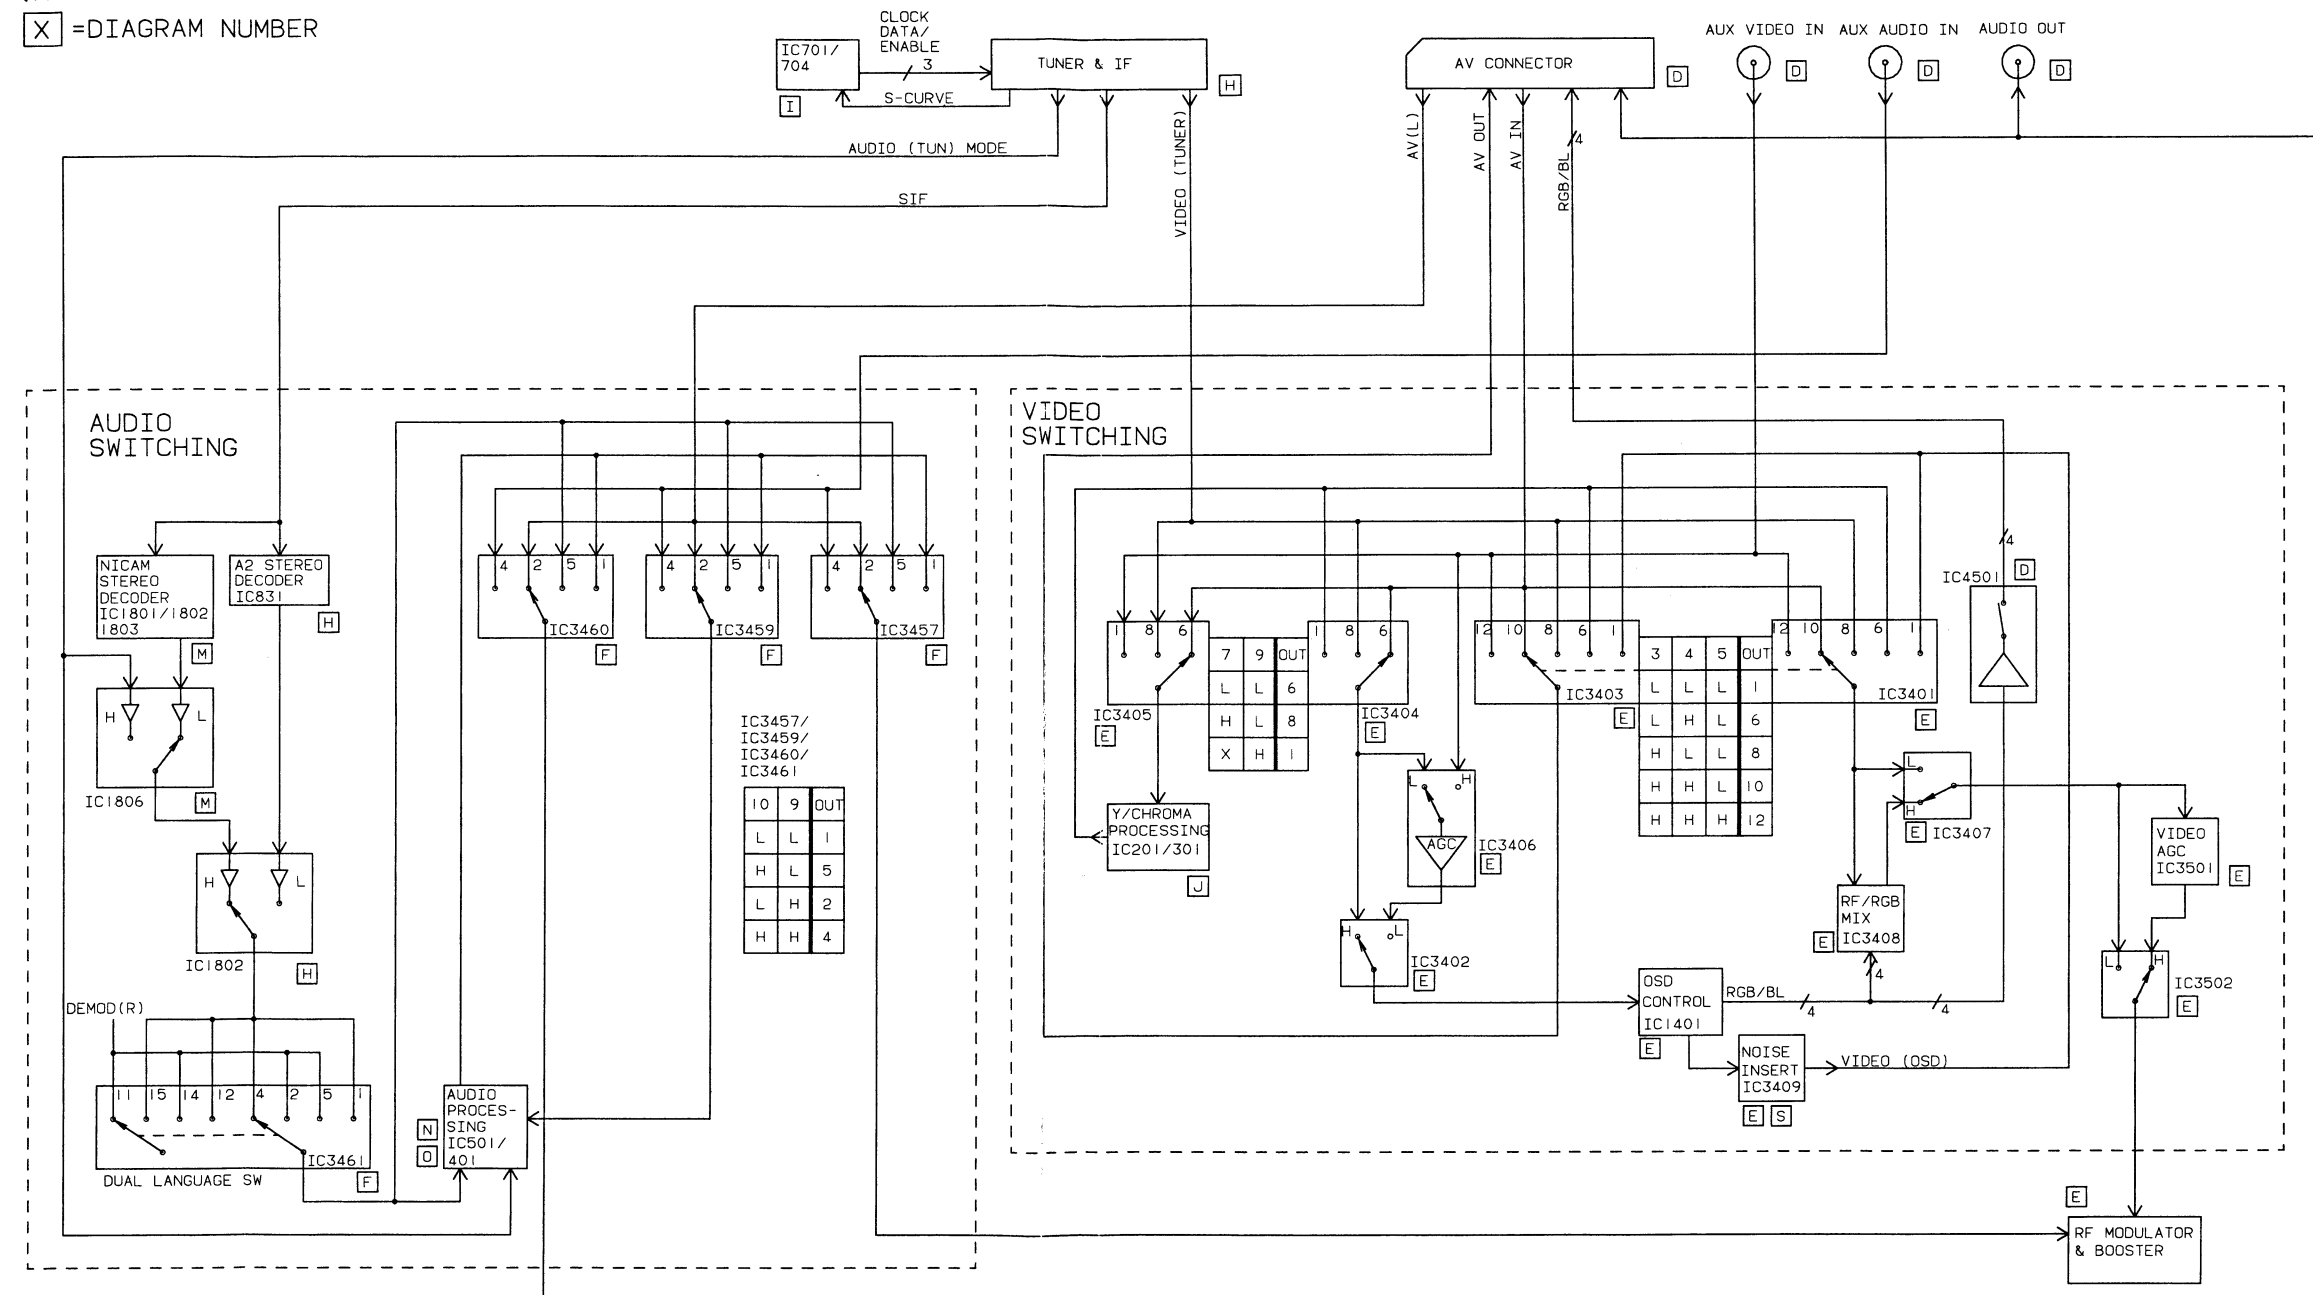 X =DIAGRAM NUMBER
CLOCK
DATA/
ENABLE
IC701/
704
3
TUNER & IF
S-CURVE
I
H
AV CONNECTOR
D
AUX VIDEO IN
AUX AUDIO IN
AUDIO OUT
D
D
D
AUDIO (TUN) MODE
SIF
VIDEO (TUNER)
AV(L)
AV OUT
AV IN
RGB/BL
4
AUDIO
SWITCHING
NICAM
STEREO
DECODER
IC1801/1802
1803
M
A2 STEREO
DECODER
IC831
H
4 2 5 1
IC3460
F
4 2 5 1
IC3459
F
4 2 5 1
IC3457
F
H L
IC1806
M
H L
IC1802
H
IC3457/
IC3459/
IC3460/
IC3461
10 9 OUT
L L 1
H L 5
L H 2
H H 4
DEMOD(R)
11 15 14 12 4 2 5 1
IC3461
DUAL LANGUAGE SW
F
AUDIO
PROCES-
SING
IC501/
401
N
O
VIDEO
SWITCHING
1 8 6
IC3405
E
7 9 OUT
L L 6
H L 8
X H 1
1 8 6
IC3404
E
12 10 8 6 1
IC3403
E
3 4 5 OUT
L L L 1
L H L 6
H L L 8
H H L 10
H H H 12
12 10 8 6 1
IC3401
E
4
IC4501
D
Y/CHROMA
PROCESSING
IC201/301
J
L H
AGC
IC3406
E
H L
IC3402
E
L
H
E
IC3407
RF/RGB
MIX
IC3408
E
4
VIDEO
AGC
IC3501
E
L H
IC3502
E
OSD
CONTROL
IC1401
E
RGB/BL
4
4
NOISE
INSERT
IC3409
E S
VIDEO (OSD)
E
RF MODULATOR
& BOOSTER